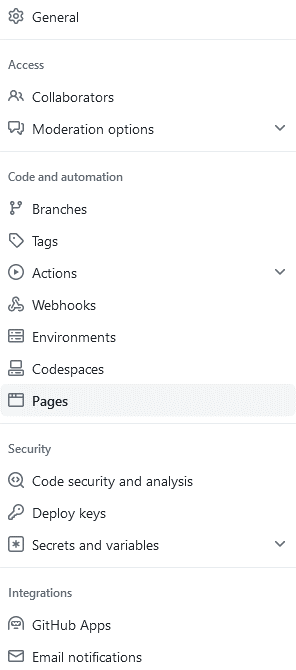 General
Access
Collaborators
Moderation options
Code and automation
Branches
Tags
Actions
Webhooks
Environments
Codespaces
Pages
Security
Code security and analysis
Deploy keys
Secrets and variables
Integrations
GitHub Apps
Email notifications